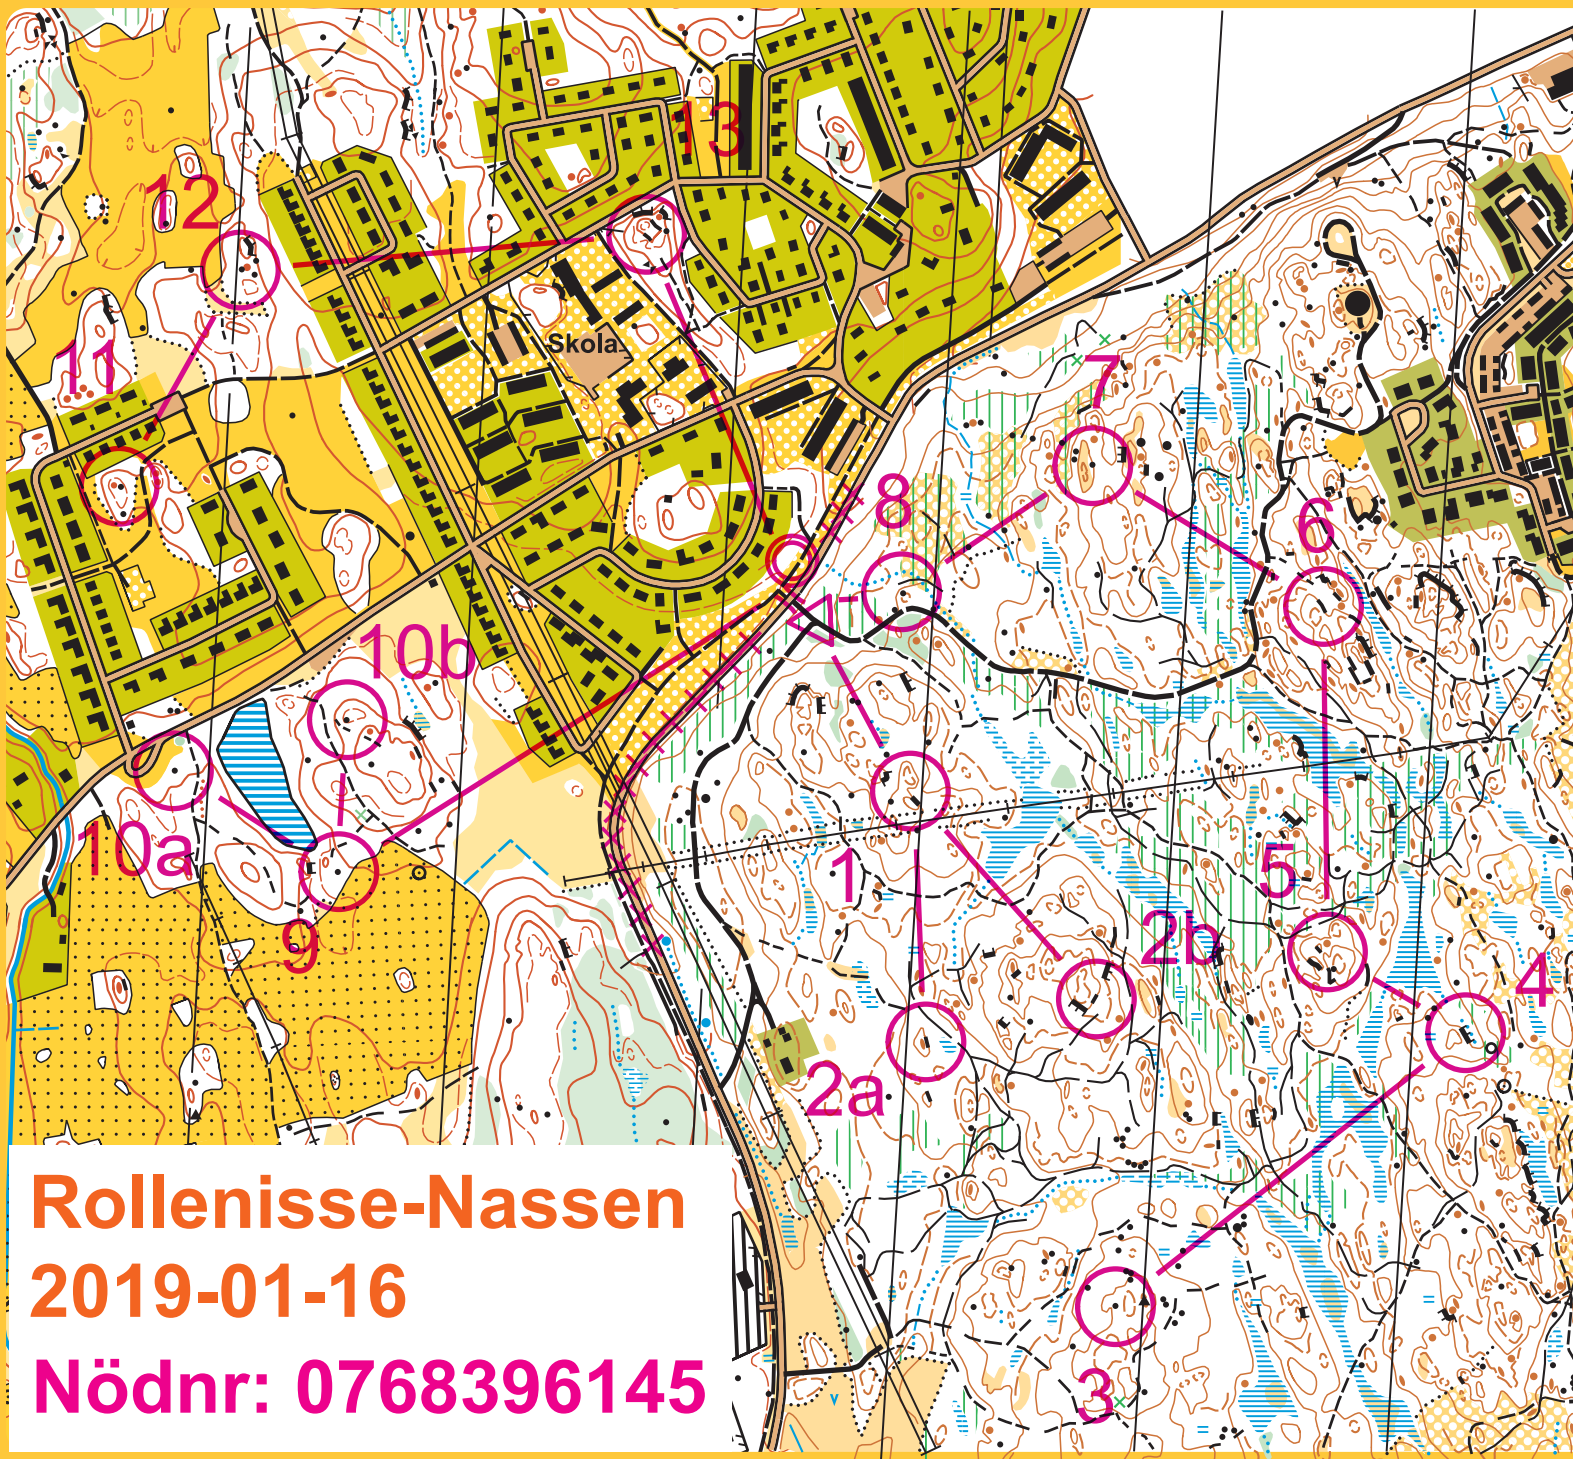 13
12
11
Skola
7
8
6
10b
10a
1
5
2b
9
4
2a
3
Rollenisse-Nassen
2019-01-16
Nödnr: 0768396145